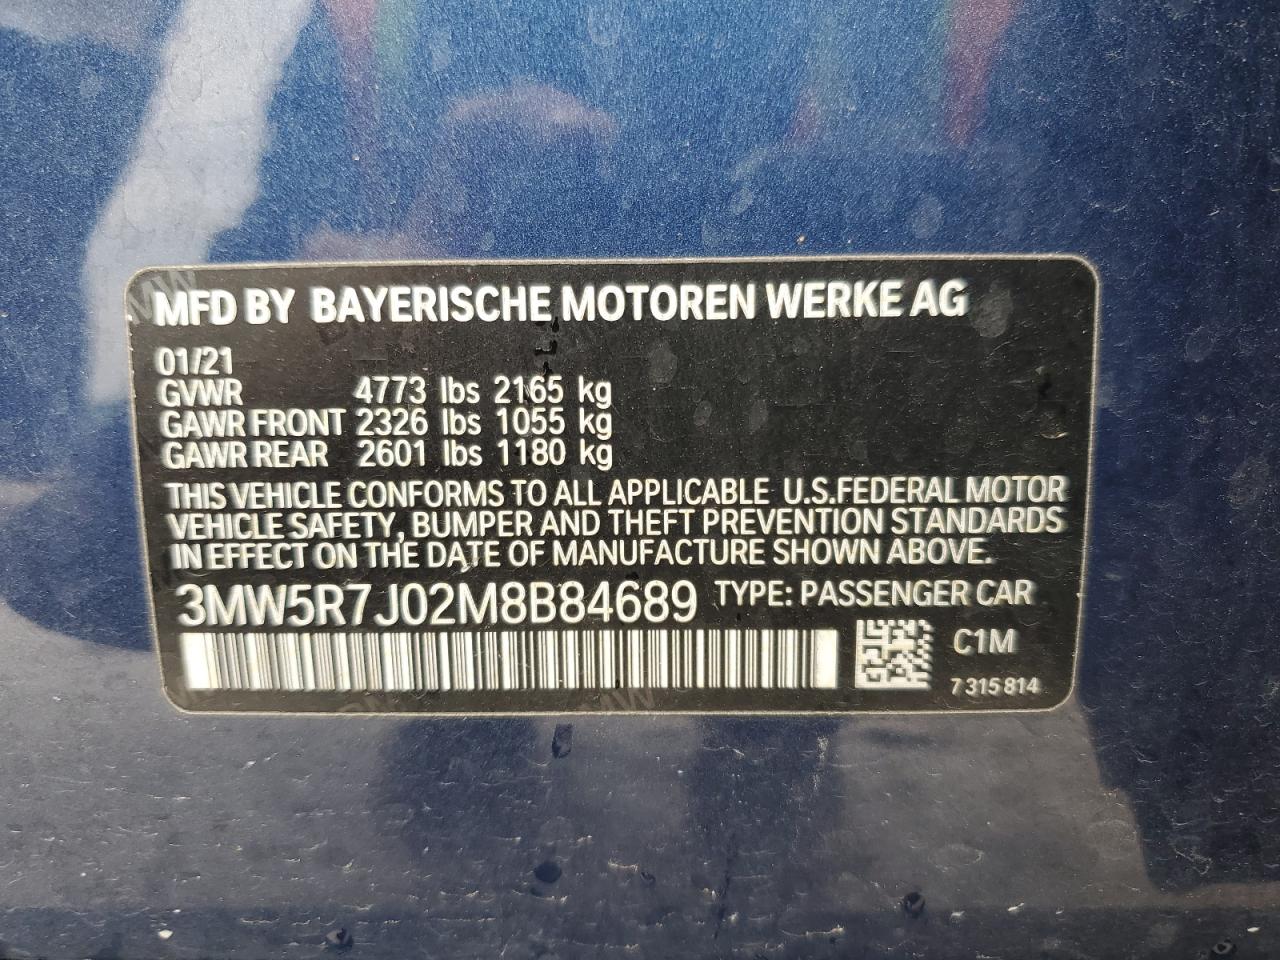 MFD BY BAYERISCHE MOTOREN WERKE AG
01/21
GVWR 4773 lbs 2165 kg
GAWR FRONT 2326 lbs 1055 kg
GAWR REAR 2601 lbs 1180 kg
THIS VEHICLE CONFORMS TO ALL APPLICABLE U.S.FEDERAL MOTOR
VEHICLE SAFETY, BUMPER AND THEFT PREVENTION STANDARDS
IN EFFECT ON THE DATE OF MANUFACTURE SHOWN ABOVE.
3MW5R7J02M8B84689 TYPE: PASSENGER CAR
C1M
7 315 814